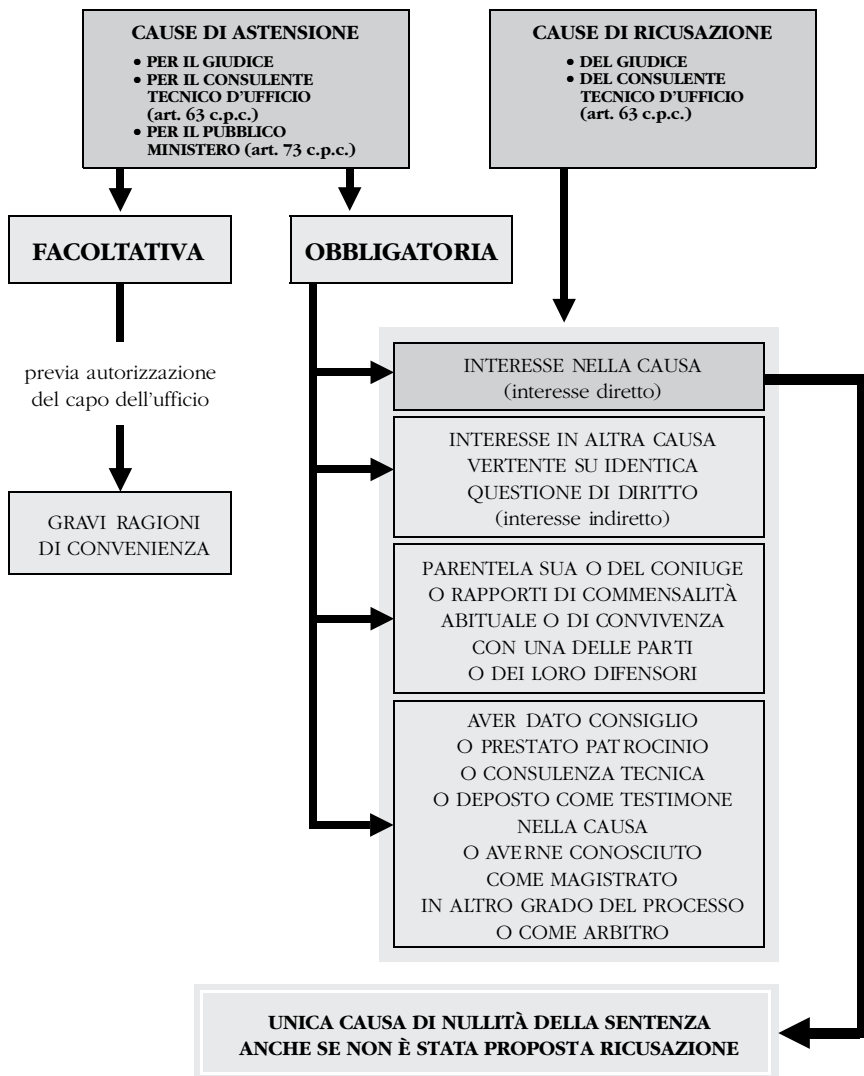 CAUSE DI ASTENSIONE
• PER IL GIUDICE
• PER IL CONSULENTE
TECNICO D'UFFICIO
(art. 63 c.p.c.)
• PER IL PUBBLICO
MINISTERO (art. 73 c.p.c.)
CAUSE DI RICUSAZIONE
• DEL GIUDICE
• DEL CONSULENTE
TECNICO D'UFFICIO
(art. 63 c.p.c.)
FACOLTATIVA
OBBLIGATORIA
previa autorizzazione
del capo dell'ufficio
GRAVI RAGIONI
DI CONVENIENZA
INTERESSE NELLA CAUSA
(interesse diretto)
INTERESSE IN ALTRA CAUSA
VERTENTE SU IDENTICA
QUESTIONE DI DIRITTO
(interesse indiretto)
PARENTELA SUA O DEL CONIUGE
O RAPPORTI DI COMMENSALITÀ
ABITUALE O DI CONVIVENZA
CON UNA DELLE PARTI
O DEI LORO DIFENSORI
AVER DATO CONSIGLIO
O PRESTATO PATROCINIO
O CONSULENZA TECNICA
O DEPOSTO COME TESTIMONE
NELLA CAUSA
O AVERNE CONOSCIUTO
COME MAGISTRATO
IN ALTRO GRADO DEL PROCESSO
O COME ARBITRO
UNICA CAUSA DI NULLITÀ DELLA SENTENZA
ANCHE SE NON È STATA PROPOSTA RICUSAZIONE